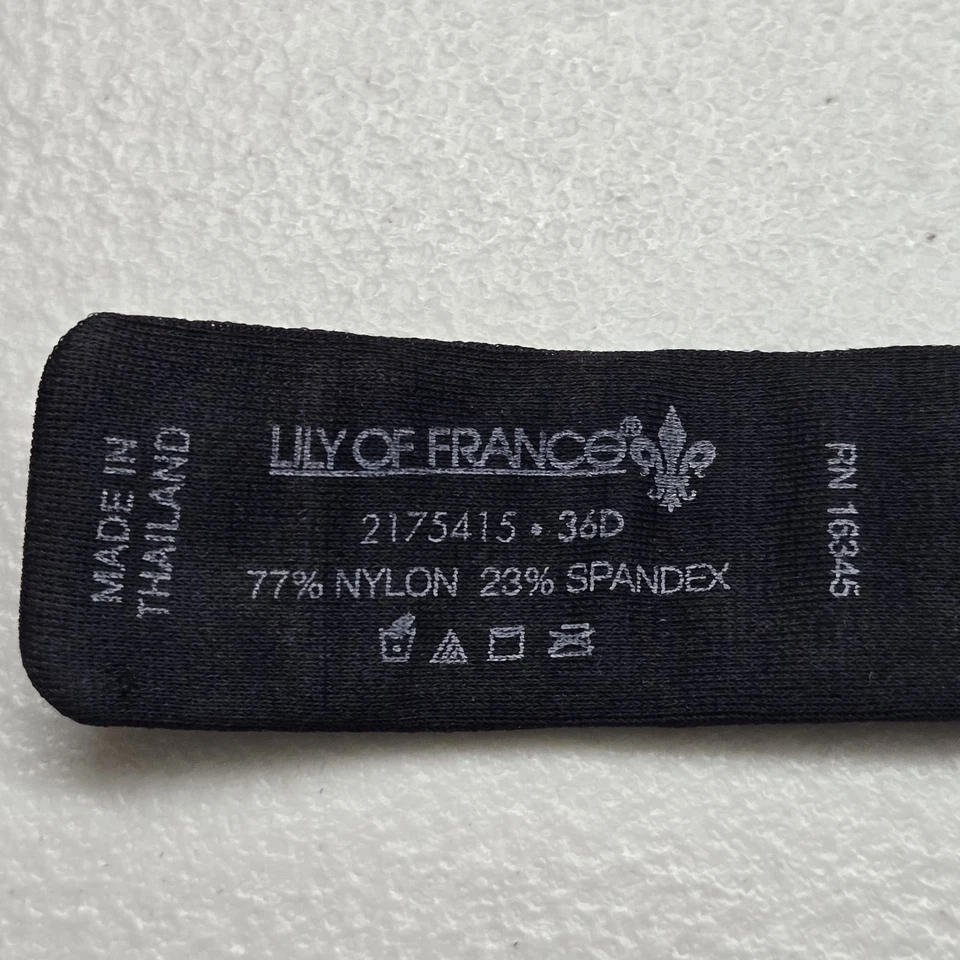 MADE IN
THAILAND
LILY OF FRANCE®
2175415 • 36D
77% NYLON 23% SPANDEX
RN 16345